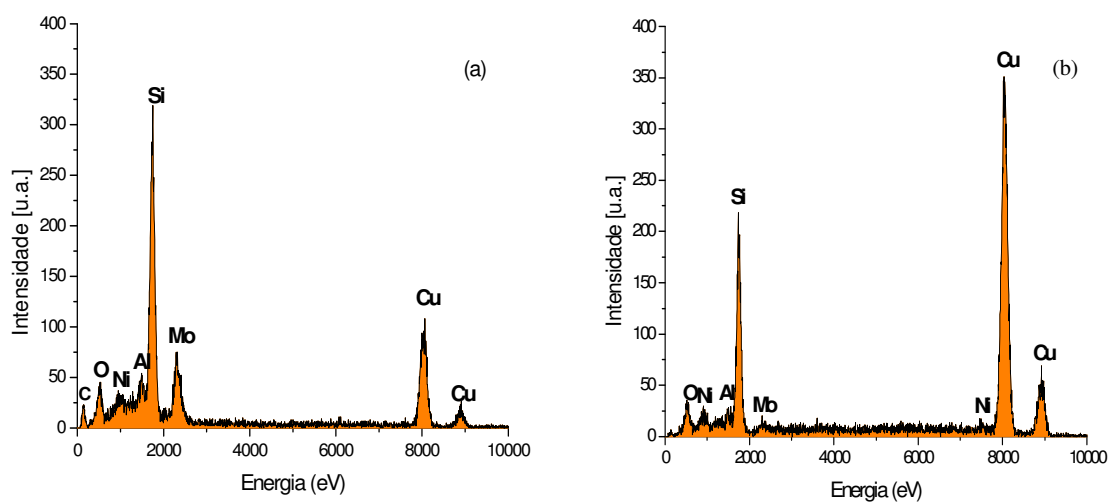 (a)
Intensidade [u.a.]
400
350
300
250
200
150
100
50
0
C
O
Ni
Al
Si
Mo
Cu
Cu
0 2000 4000 6000 8000 10000
Energia (eV)
(b)
Intensidade [u.a.]
400
350
300
250
200
150
100
50
0
O
Ni
Al
Si
Mo
Ni
Cu
Cu
0 2000 4000 6000 8000 10000
Energia (eV)